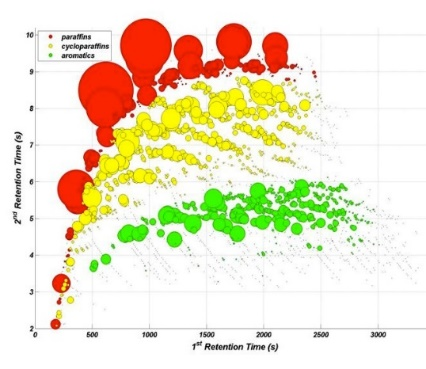 paraffins
cycloparaffins
aromatics
10
9
8
7
6
5
4
3
2
2nd Retention Time (s)
0 500 1000 1500 2000 2500 3000
1st Retention Time (s)